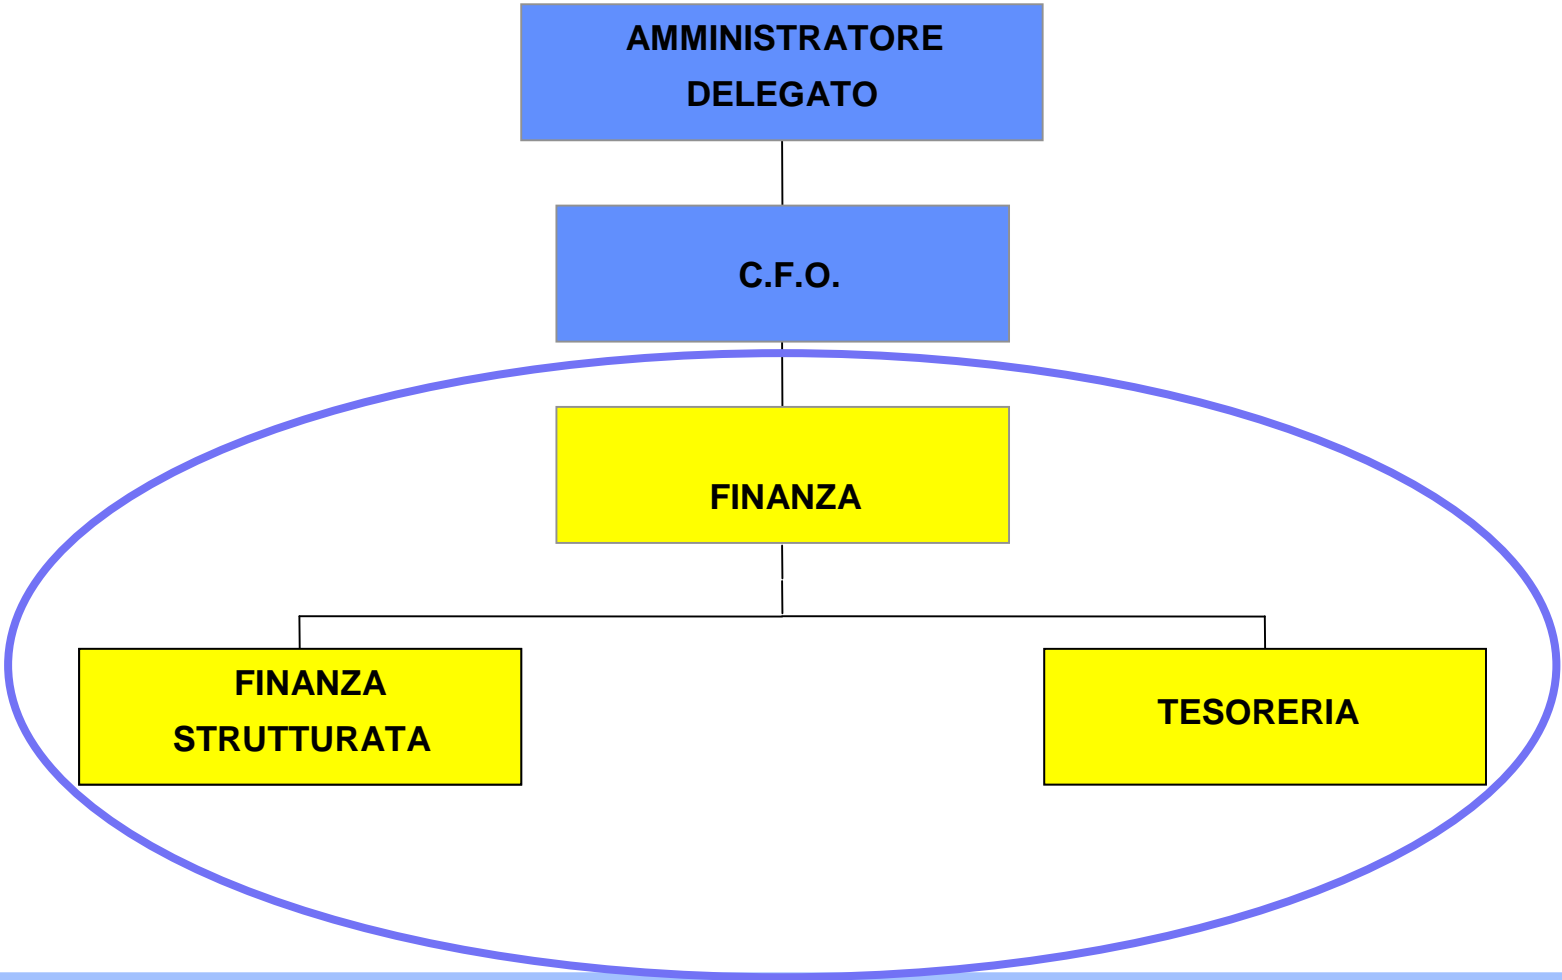 AMMINISTRATORE
DELEGATO
C.F.O.
FINANZA
FINANZA
STRUTTURATA
TESORERIA